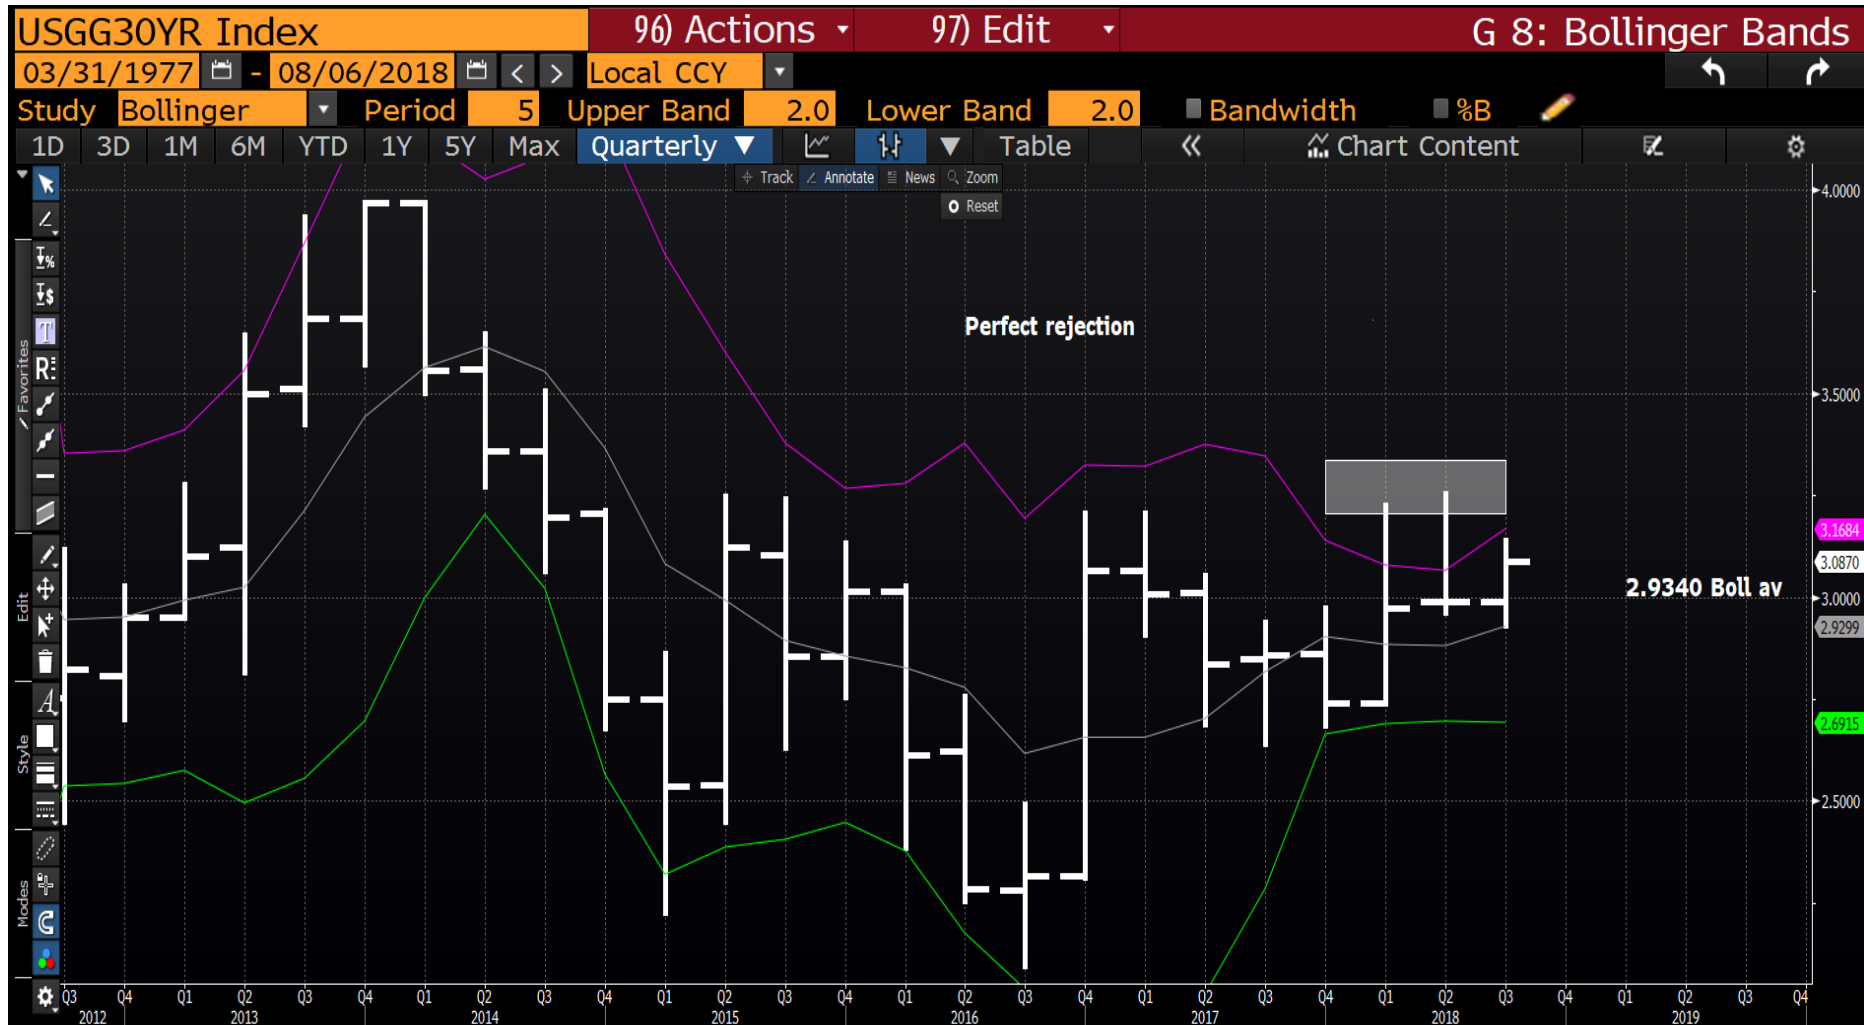 USGG30YR Index 96) Actions 97) Edit G 8: Bollinger Bands
03/31/1977 - 08/06/2018 < > Local CCY
Study Bollinger Period 5 Upper Band 2.0 Lower Band 2.0 Bandwidth %B
1D 3D 1M 6M YTD 1Y 5Y Max Quarterly Table « Chart Content
Track Annotate News Zoom
Reset
4.0000
Perfect rejection
3.5000
3.1684
3.0870
2.9340 Boll av
3.0000
2.9299
2.6915
2.5000
Favorites
Edit
Style
Modes
%
$
T
R
A
Q3 Q4 Q1 Q2 Q3 Q4 Q1 Q2 Q3 Q4 Q1 Q2 Q3 Q4 Q1 Q2 Q3 Q4 Q1 Q2 Q3 Q4 Q1 Q2 Q3 Q4 Q1 Q2 Q3 Q4
2012 2013 2014 2015 2016 2017 2018 2019